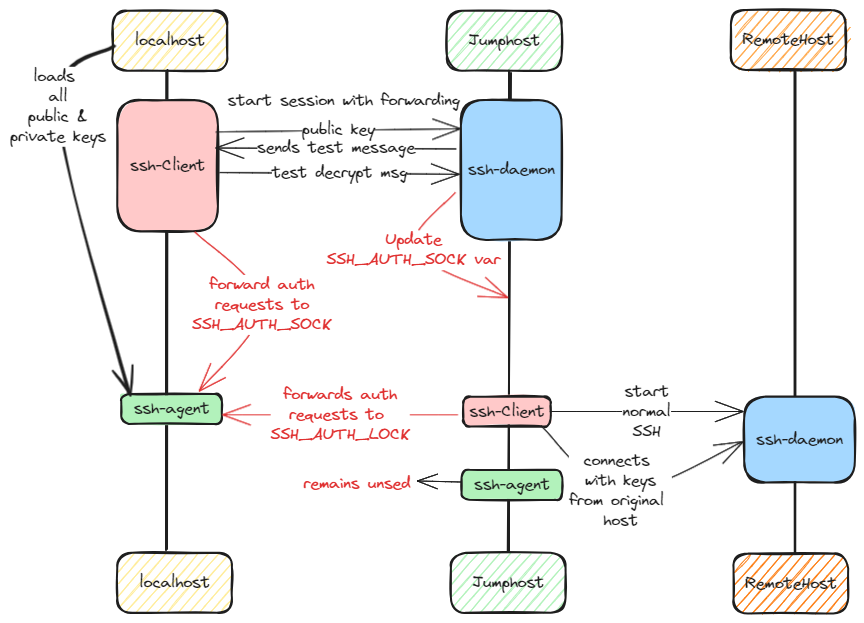 localhost
Jumphost
RemoteHost
loads
all
public &
private keys
start session with forwarding
public key
sends test message
test decrypt msg
ssh-Client
ssh-daemon
Update
SSH_AUTH_SOCK var
forward auth
requests to
SSH_AUTH_SOCK
ssh-agent
forwards auth
requests to
SSH_AUTH_LOCK
ssh-Client
start
normal
SSH
ssh-daemon
connects
with keys
from original
host
remains unsed
ssh-agent
localhost
Jumphost
RemoteHost